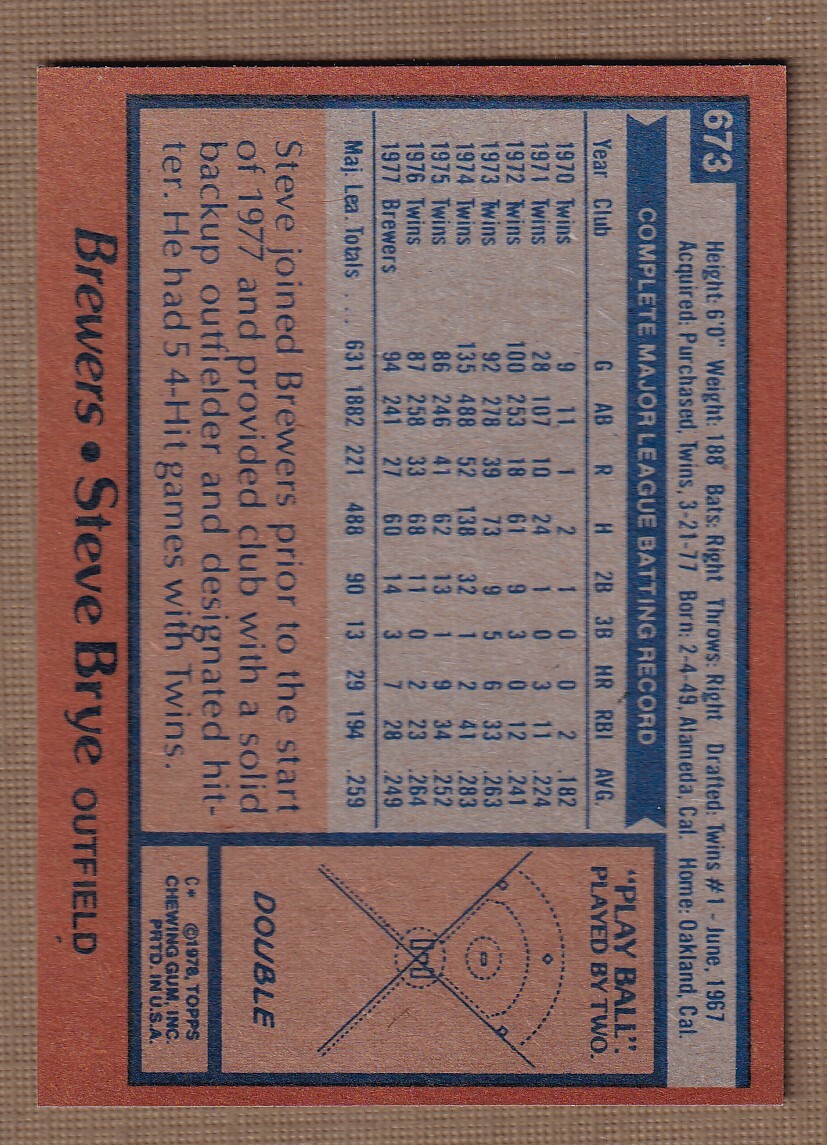 673
Height: 6'0" Weight: 188 Bats: Right Throws: Right Drafted: Twins #1 - June, 1967
Acquired: Purchased, Twins, 3-21-77 Born: 2-4-49, Alameda, Cal. Home: Oakland, Cal.
COMPLETE MAJOR LEAGUE BATTING RECORD
Year Club G AB R H 2B 3B HR RBI AVG.
1970 Twins 9 11 1 2 1 0 0 2 .182
1971 Twins 28 107 10 24 1 0 3 11 .224
1972 Twins 100 253 18 61 9 3 0 12 .241
1973 Twins 92 278 39 73 9 5 6 33 .263
1974 Twins 135 488 52 138 32 1 2 41 .283
1975 Twins 86 246 41 62 13 1 9 34 .252
1976 Twins 87 258 33 68 11 0 2 23 .264
1977 Brewers 94 241 27 60 14 3 7 28 .249
Maj. Lea. Totals . . . 631 1882 221 488 90 13 29 194 .259
Steve joined Brewers prior to the start
of 1977 and provided club with a solid
backup outfielder and designated hit-
ter. He had 5 4-Hit games with Twins.
"PLAY BALL"
PLAYED BY TWO.
DOUBLE
C* ©1978, TOPPS
CHEWING GUM, INC.
PRTD. IN U.S.A.
Brewers • Steve Brye OUTFIELD